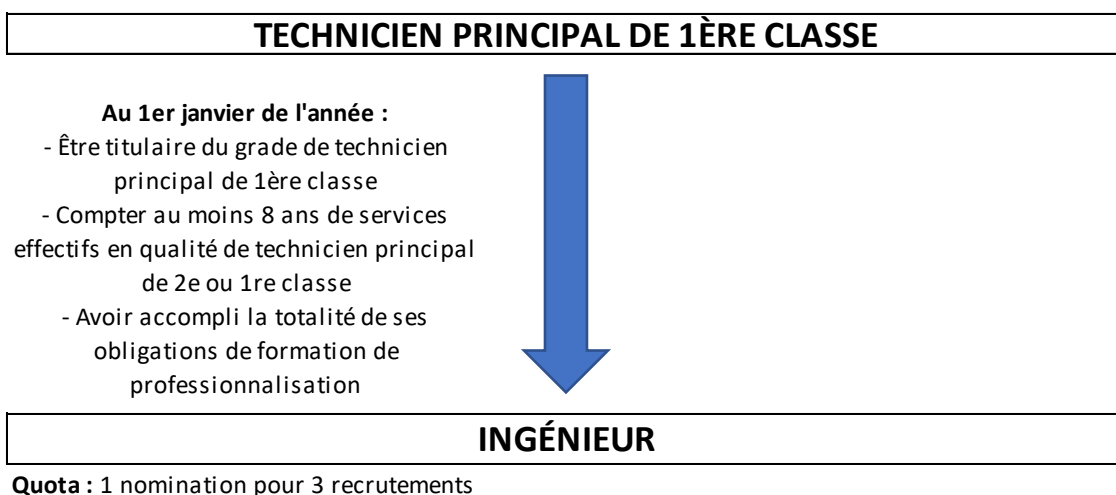 TECHNICIEN PRINCIPAL DE 1ÈRE CLASSE
Au 1er janvier de l'année :
- Être titulaire du grade de technicien
principal de 1ère classe
- Compter au moins 8 ans de services
effectifs en qualité de technicien principal
de 2e ou 1re classe
- Avoir accompli la totalité de ses
obligations de formation de
professionnalisation
INGÉNIEUR
Quota : 1 nomination pour 3 recrutements